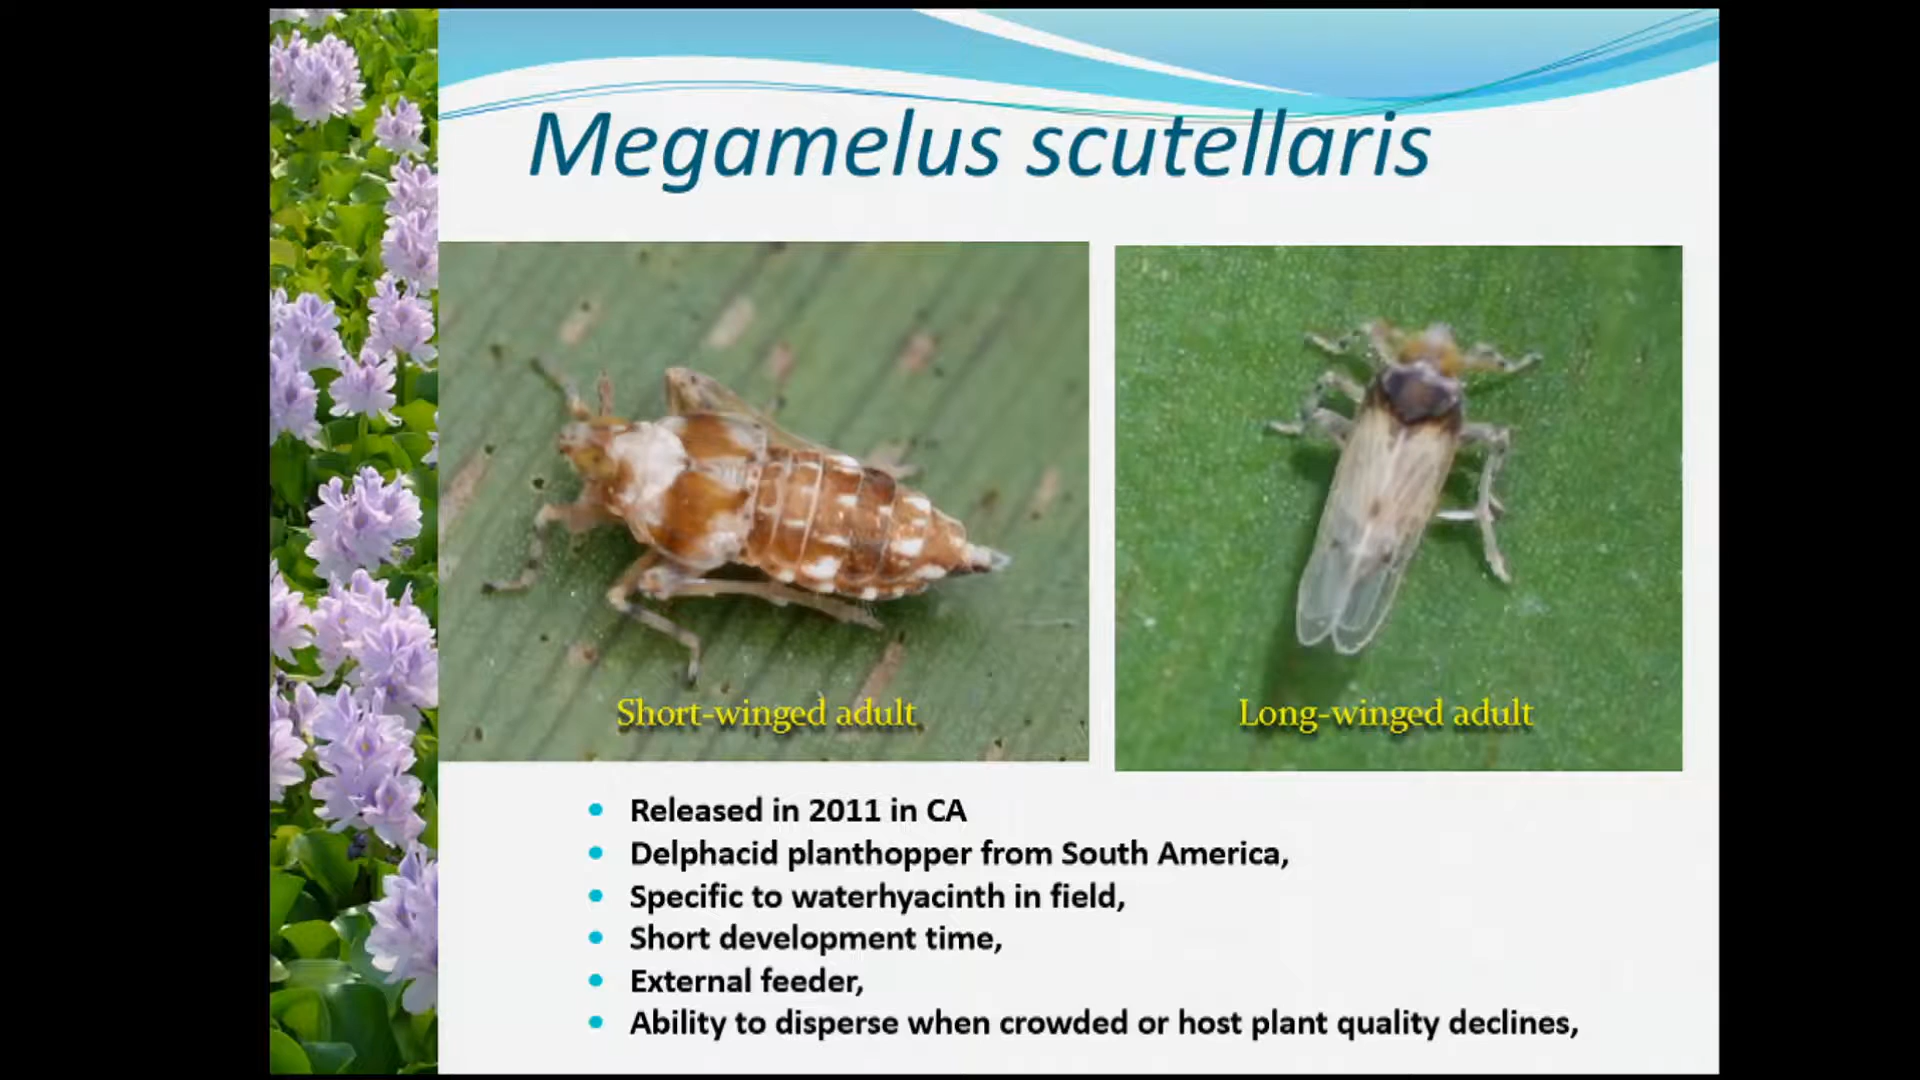 Megamelus scutellaris
Short-winged adult
Long-winged adult
• Released in 2011 in CA
• Delphacid planthopper from South America,
• Specific to waterhyacinth in field,
• Short development time,
• External feeder,
• Ability to disperse when crowded or host plant quality declines,